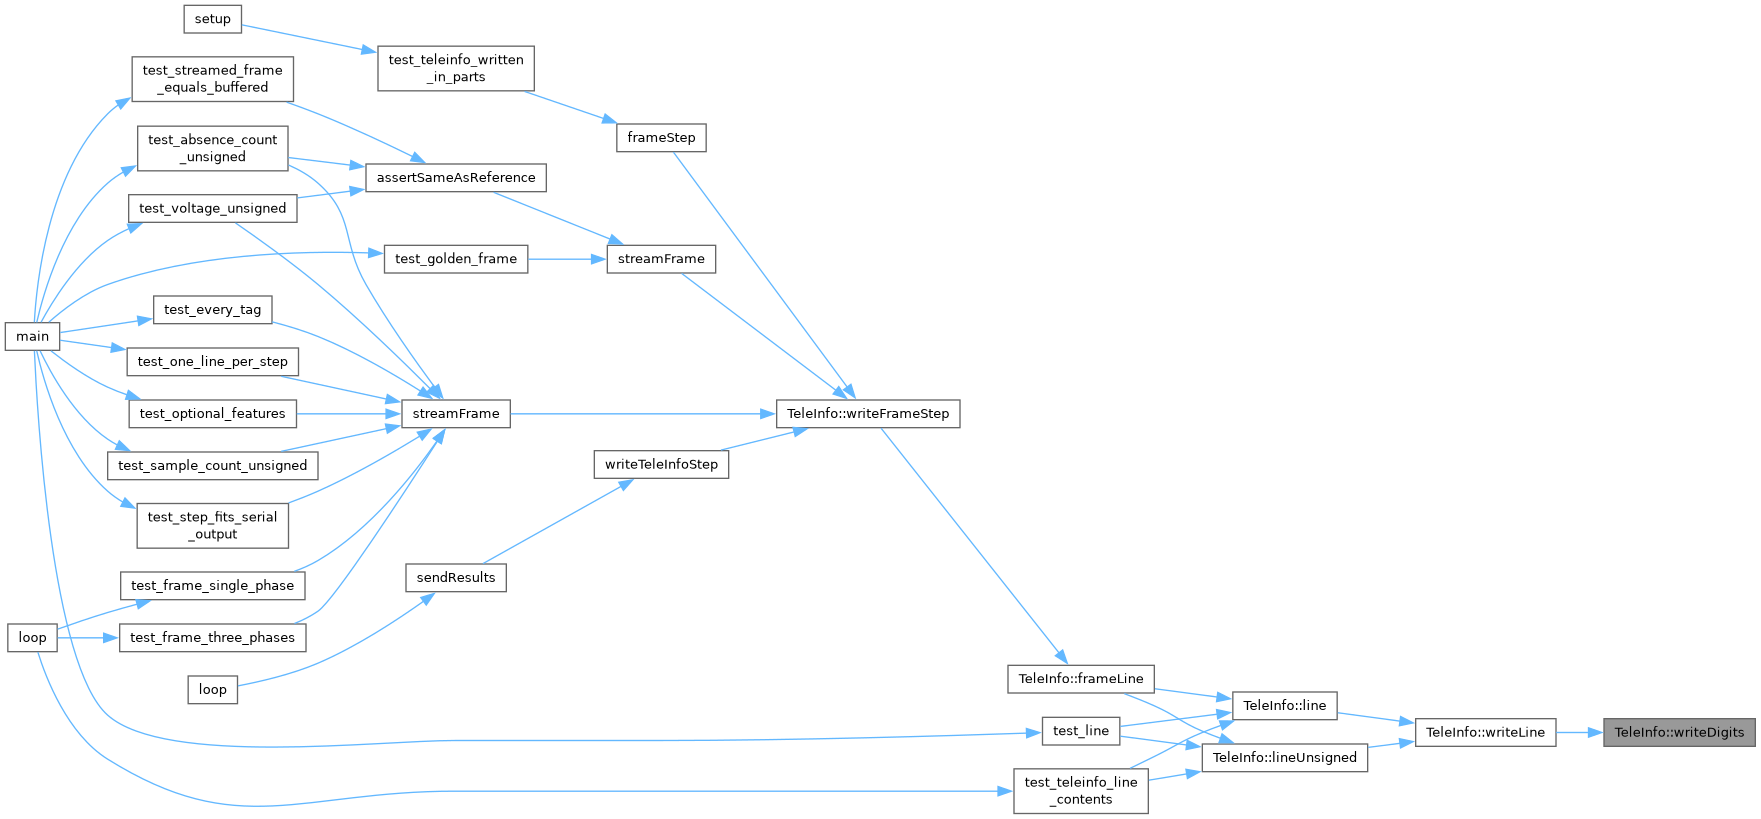 setup
test_teleinfo_written
_in_parts
test_streamed_frame
_equals_buffered
frameStep
test_absence_count
_unsigned
assertSameAsReference
test_voltage_unsigned
test_golden_frame
streamFrame
test_every_tag
main
test_one_line_per_step
test_optional_features
streamFrame
TeleInfo::writeFrameStep
test_sample_count_unsigned
writeTeleInfoStep
test_step_fits_serial
_output
sendResults
test_frame_single_phase
loop
test_frame_three_phases
loop
TeleInfo::frameLine
TeleInfo::line
test_line
TeleInfo::writeLine
TeleInfo::writeDigits
TeleInfo::lineUnsigned
test_teleinfo_line
_contents